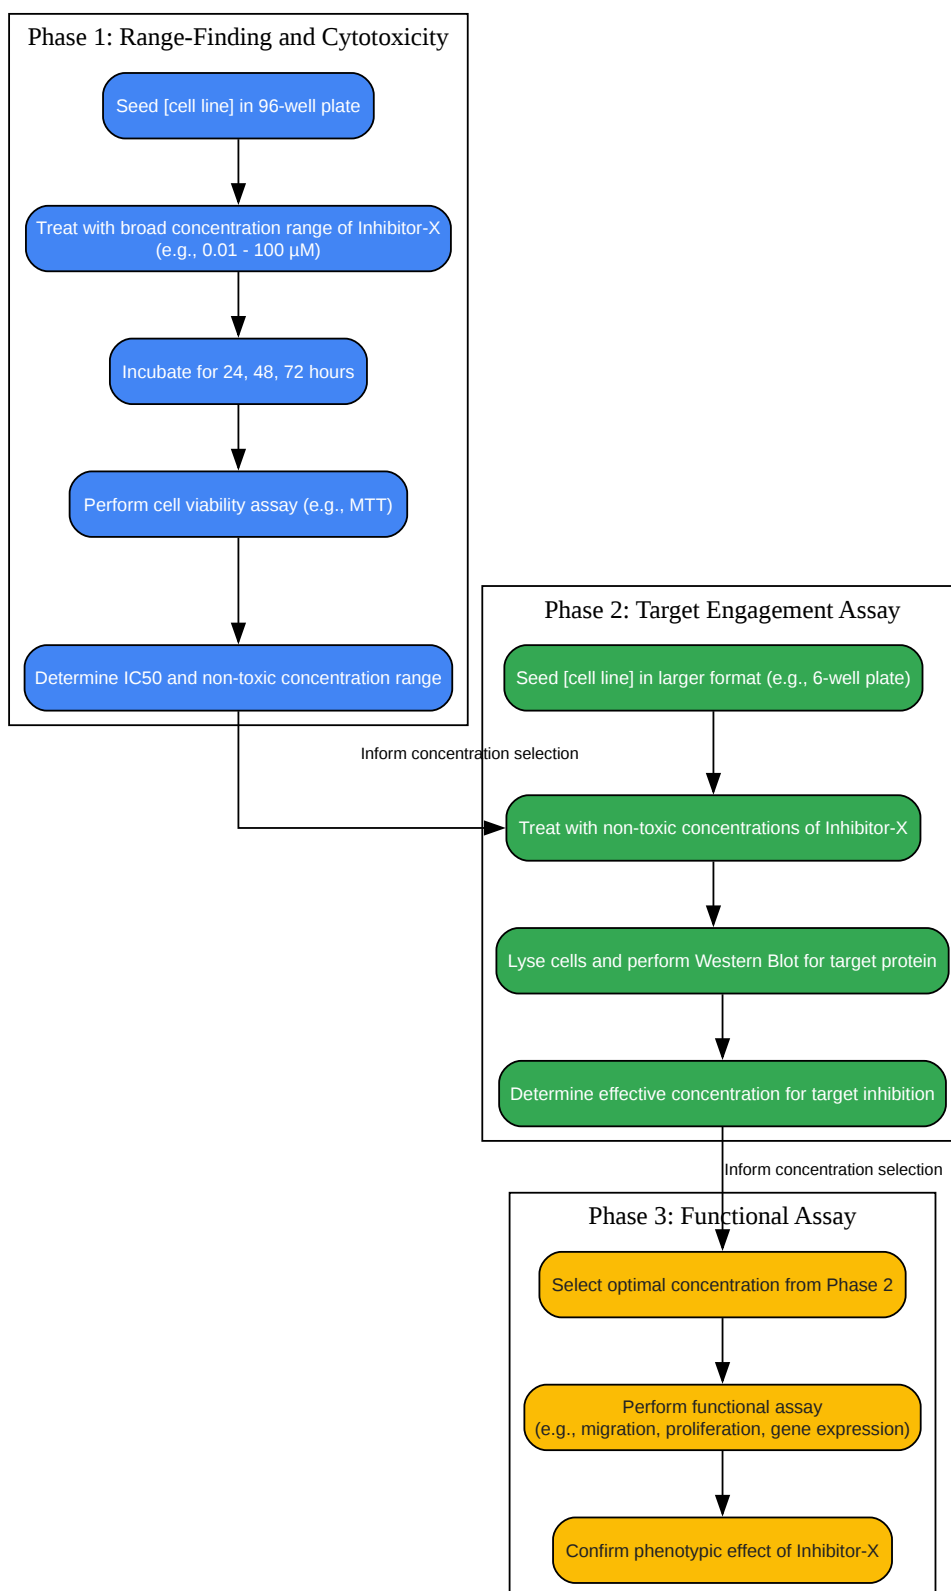 Phase 1: Range-Finding and Cytotoxicity
Seed [cell line] in 96-well plate
Treat with broad concentration range of Inhibitor-X
(e.g., 0.01 - 100 µM)
Incubate for 24, 48, 72 hours
Perform cell viability assay (e.g., MTT)
Determine IC50 and non-toxic concentration range
Inform concentration selection
Phase 2: Target Engagement Assay
Seed [cell line] in larger format (e.g., 6-well plate)
Treat with non-toxic concentrations of Inhibitor-X
Lyse cells and perform Western Blot for target protein
Determine effective concentration for target inhibition
Inform concentration selection
Phase 3: Functional Assay
Select optimal concentration from Phase 2
Perform functional assay
(e.g., migration, proliferation, gene expression)
Confirm phenotypic effect of Inhibitor-X